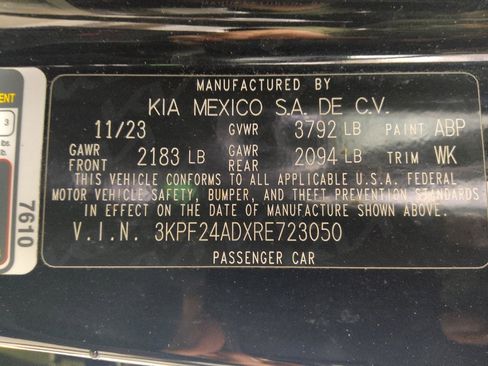 MANUFACTURED BY
KIA MEXICO S.A. DE C.V.
11/23 GVWR 3792 LB PAINT ABP
GAWR FRONT 2183 LB GAWR REAR 2094 LB TRIM WK
THIS VEHICLE CONFORMS TO ALL APPLICABLE U.S.A. FEDERAL
MOTOR VEHICLE SAFETY, BUMPER, AND THEFT PREVENTION STANDARDS
IN EFFECT ON THE DATE OF MANUFACTURE SHOWN ABOVE.
V.I.N. 3KPF24ADXRE723050
PASSENGER CAR
3
lbs.
7610